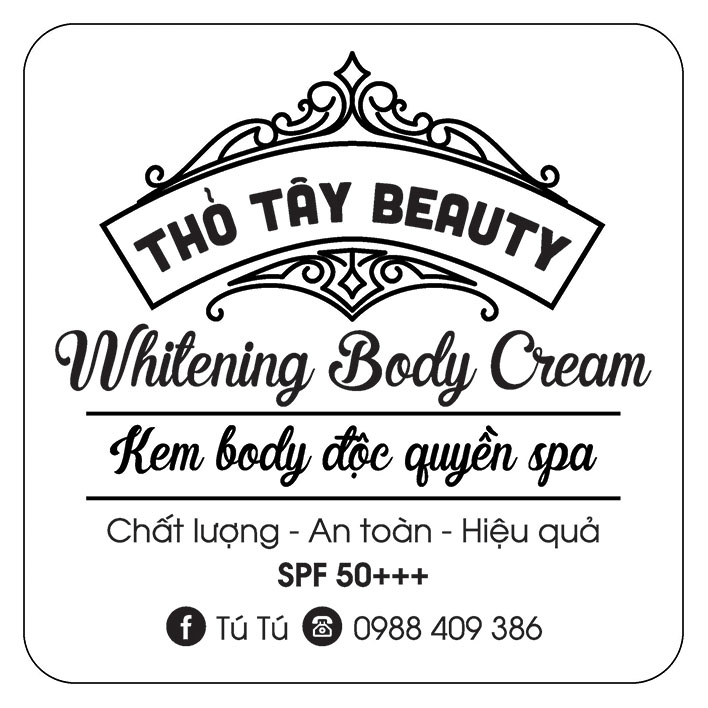 THỎ TÂY BEAUTY
Whitening Body Cream
Kem body độc quyền spa
Chất lượng - An toàn - Hiệu quả
SPF 50+++
Tú Tú 0988 409 386